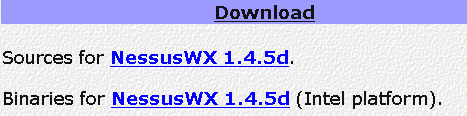 Download
Sources for NessusWX 1.4.5d.
Binaries for NessusWX 1.4.5d (Intel platform).